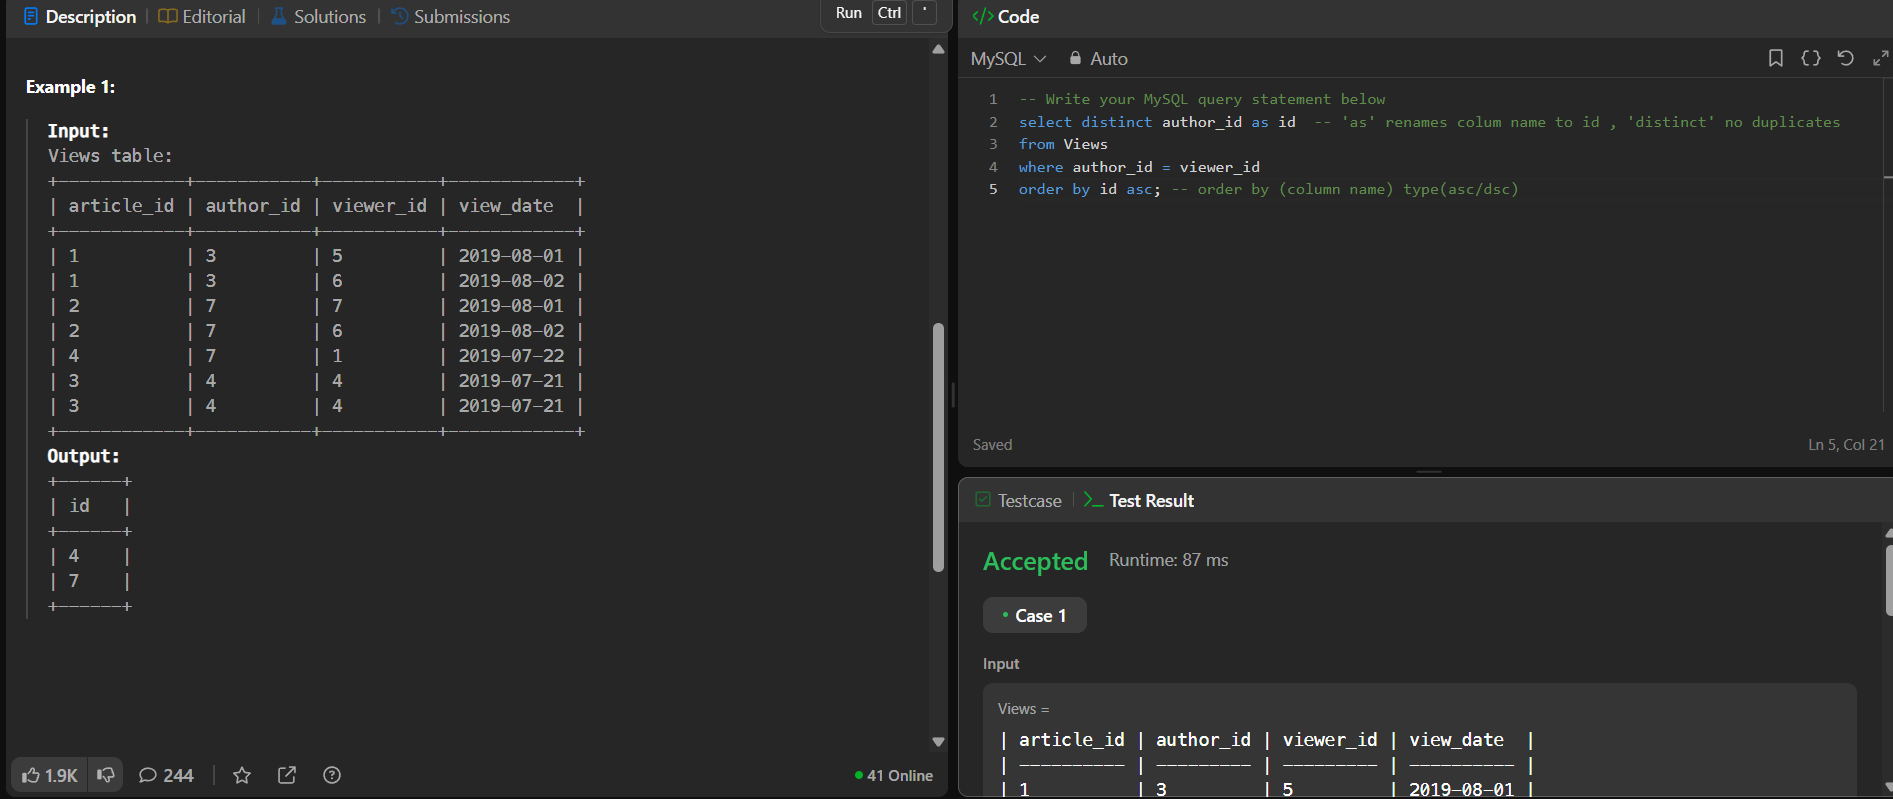 Description | Editorial | Solutions | Submissions
Run Ctrl '
Example 1:
Input:
Views table:
+------------+-----------+-----------+------------+
| article_id | author_id | viewer_id | view_date  |
+------------+-----------+-----------+------------+
| 1          | 3         | 5         | 2019-08-01 |
| 1          | 3         | 6         | 2019-08-02 |
| 2          | 7         | 7         | 2019-08-01 |
| 2          | 7         | 6         | 2019-08-02 |
| 4          | 7         | 1         | 2019-07-22 |
| 3          | 4         | 4         | 2019-07-21 |
| 3          | 4         | 4         | 2019-07-21 |
+------------+-----------+-----------+------------+
Output:
+------+
| id   |
+------+
| 4    |
| 7    |
+------+
1.9K 244
41 Online
</> Code
MySQL Auto
1 -- Write your MySQL query statement below
2 select distinct author_id as id  -- 'as' renames colum name to id , 'distinct' no duplicates
3 from Views
4 where author_id = viewer_id
5 order by id asc; -- order by (column name) type(asc/dsc)
Saved
Ln 5, Col 21
Testcase | >_ Test Result
Accepted Runtime: 87 ms
• Case 1
Input
Views =
| article_id | author_id | viewer_id | view_date  |
| ---------- | --------- | --------- | ---------- |
| 1          | 3         | 5         | 2019-08-01 |